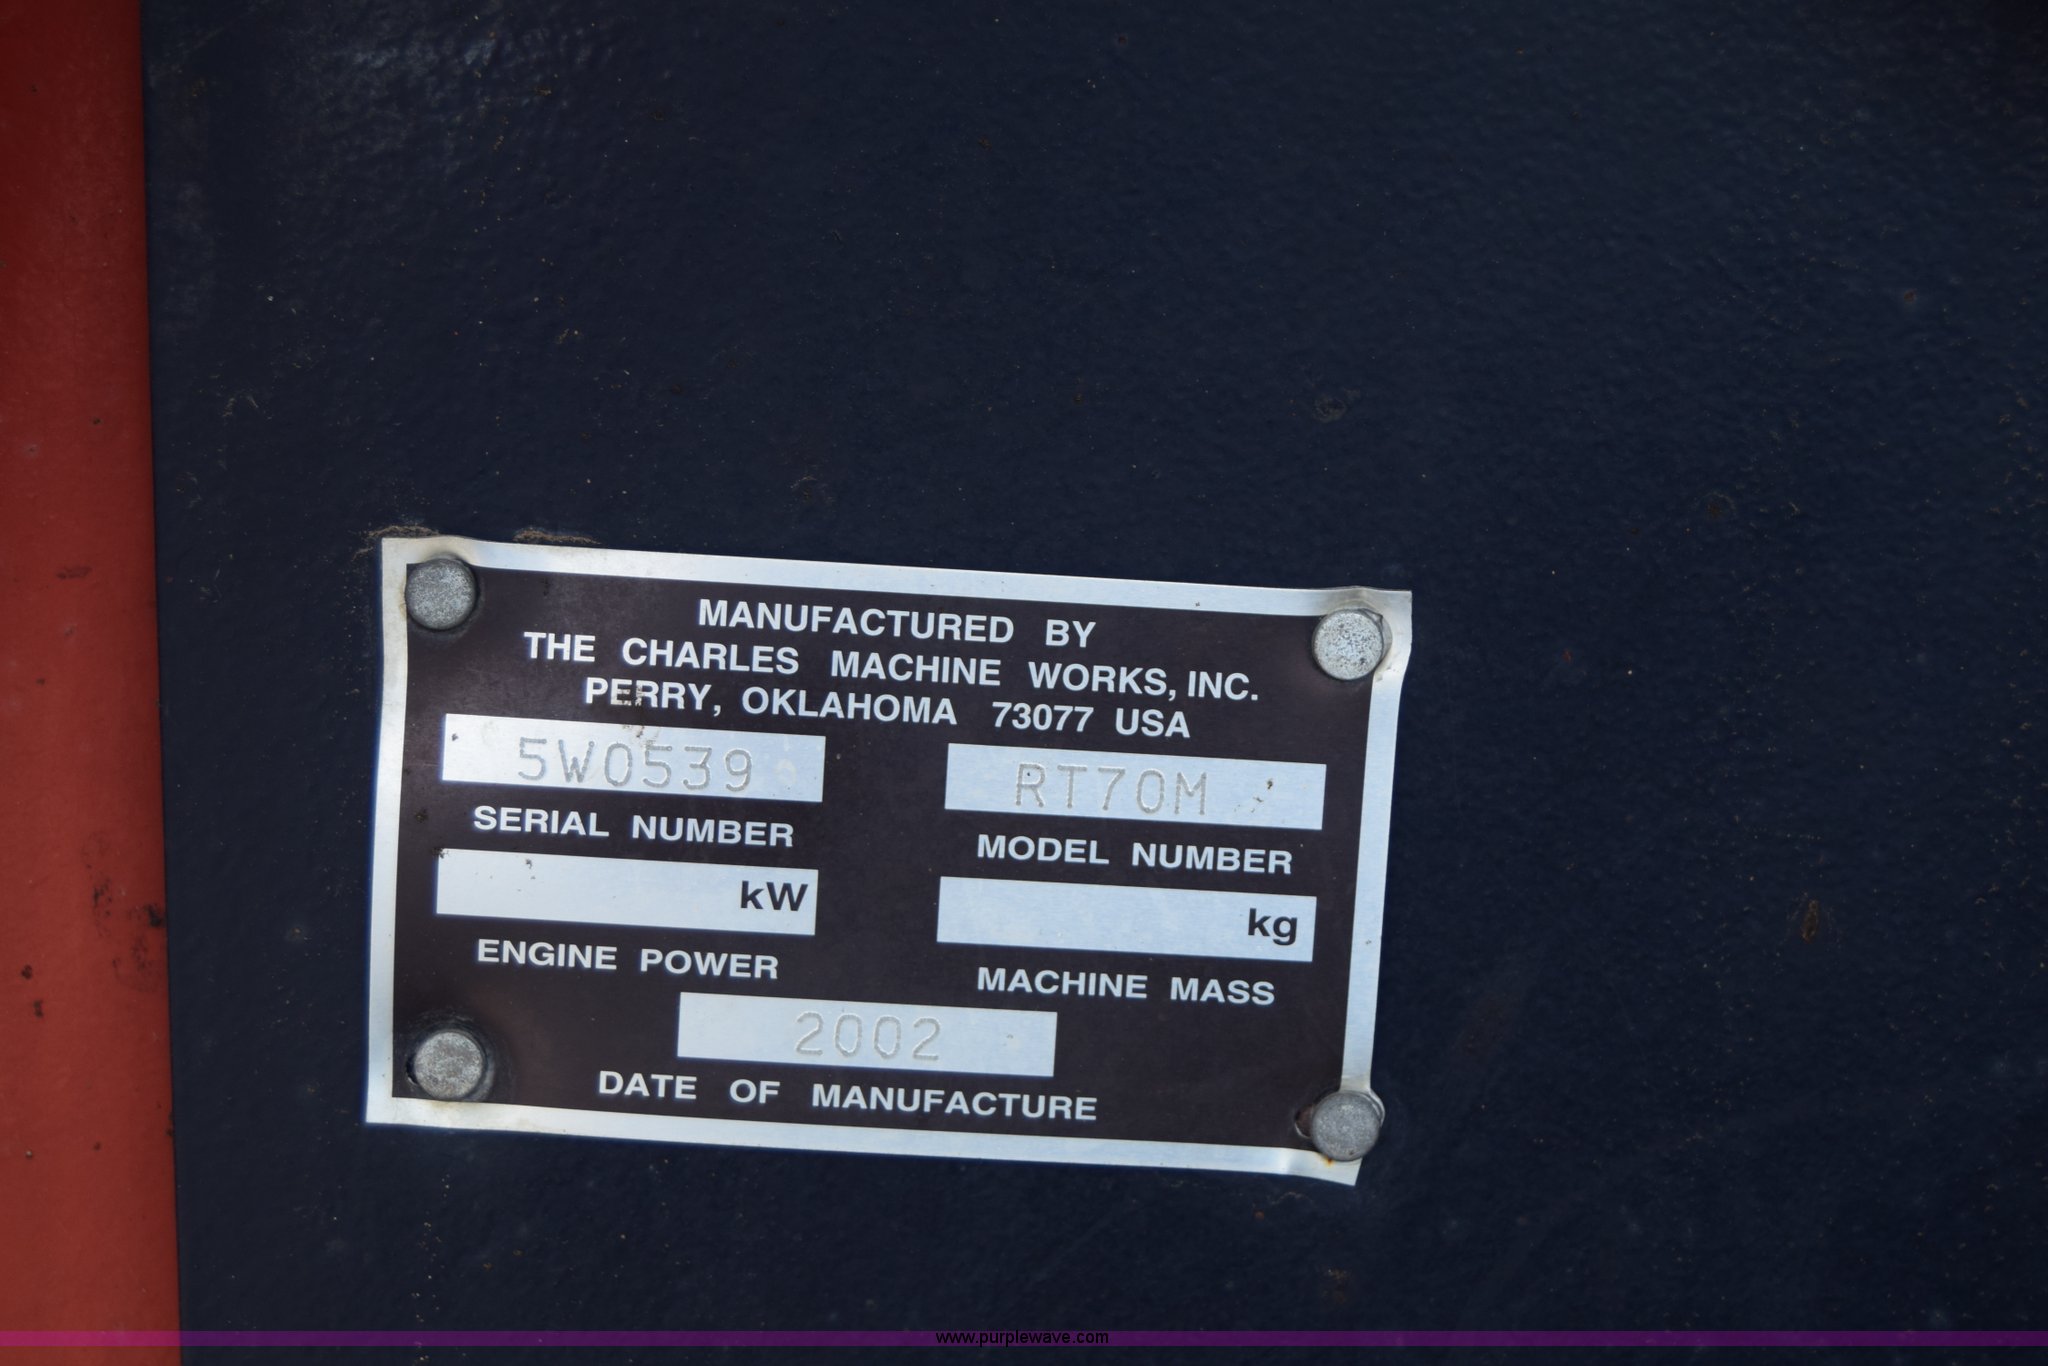 MANUFACTURED BY
THE CHARLES MACHINE WORKS, INC.
PERRY, OKLAHOMA 73077 USA
5W0539 RT70M
SERIAL NUMBER MODEL NUMBER
kW kg
ENGINE POWER MACHINE MASS
2002
DATE OF MANUFACTURE
www.purplewave.com